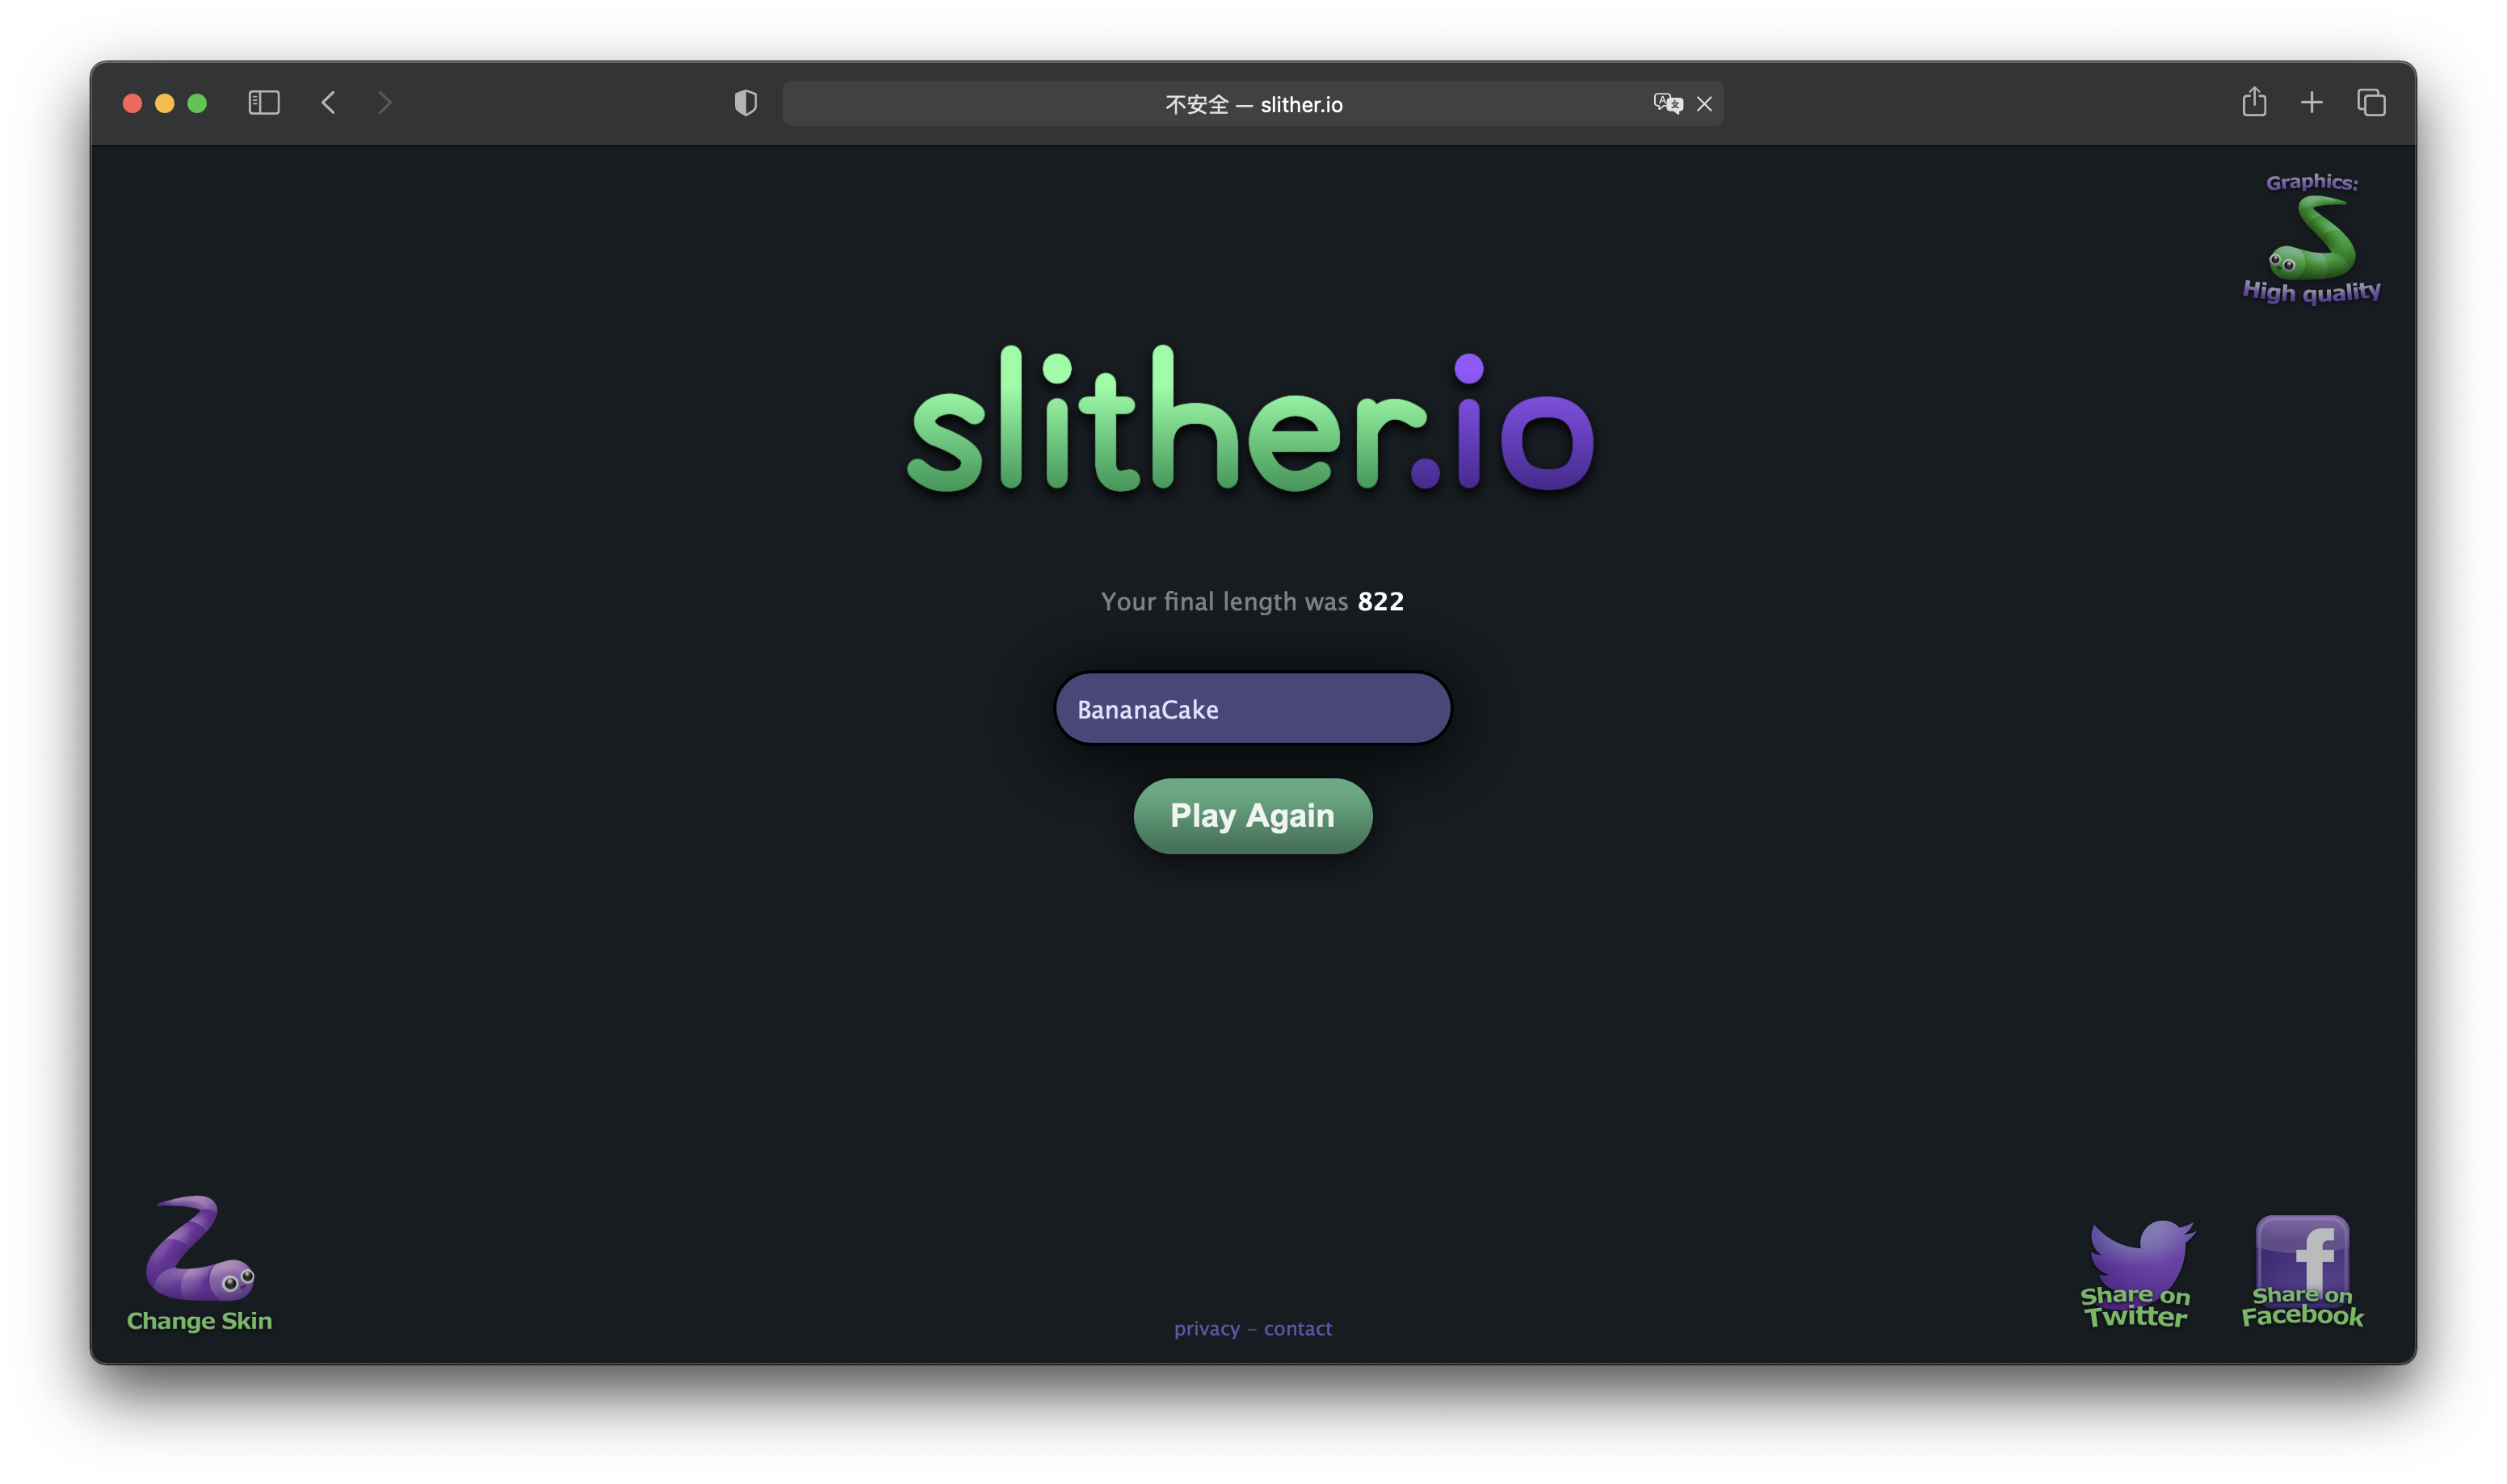 不安全 — slither.io
Graphics:
High quality
slither.io
Your final length was 822
BananaCake
Play Again
Change Skin
privacy – contact
Share on
Twitter
Share on
Facebook